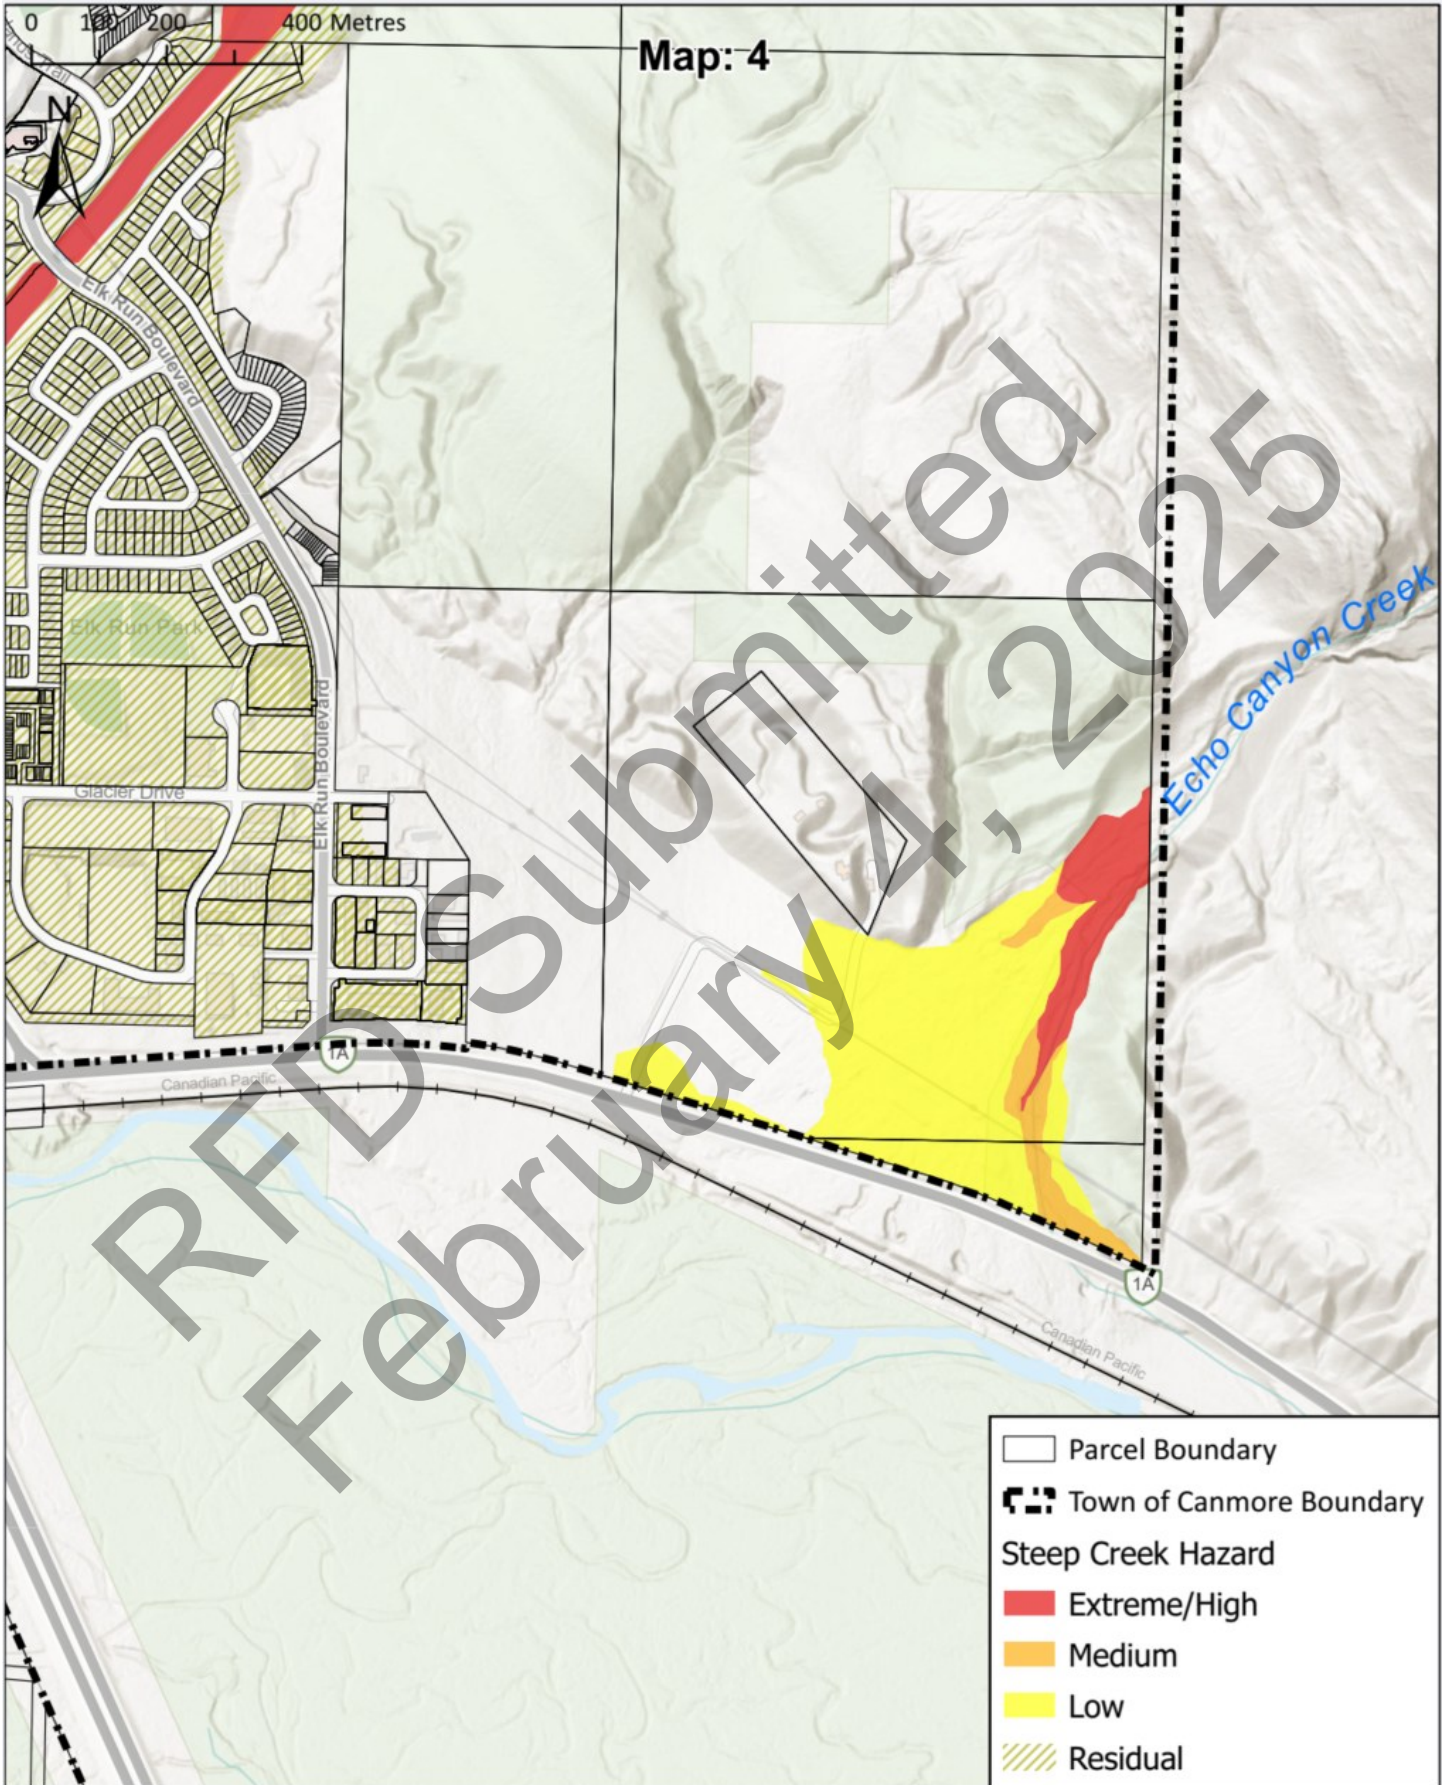 0 100 200 400 Metres
Map: 4
N
Elk Run Boulevard
Elk Run Park
Echo Canyon Creek
Elk Run Boulevard
Glacier Drive
1A
Canadian Pacific
1A
Canadian Pacific
RFD Submitted
February 4, 2025
Parcel Boundary
Town of Canmore Boundary
Steep Creek Hazard
Extreme/High
Medium
Low
Residual